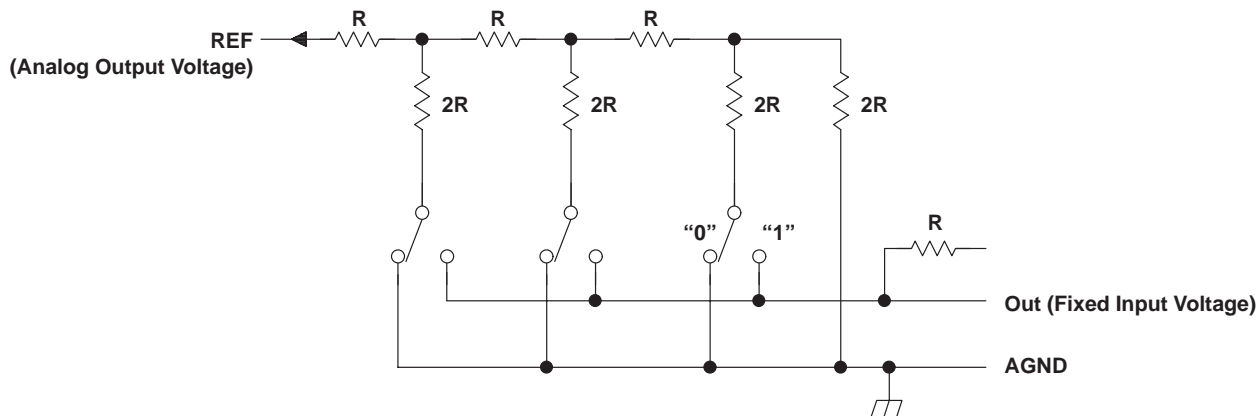 R R R
REF
(Analog Output Voltage)
2R 2R 2R 2R
“0” “1” R
Out (Fixed Input Voltage)
AGND